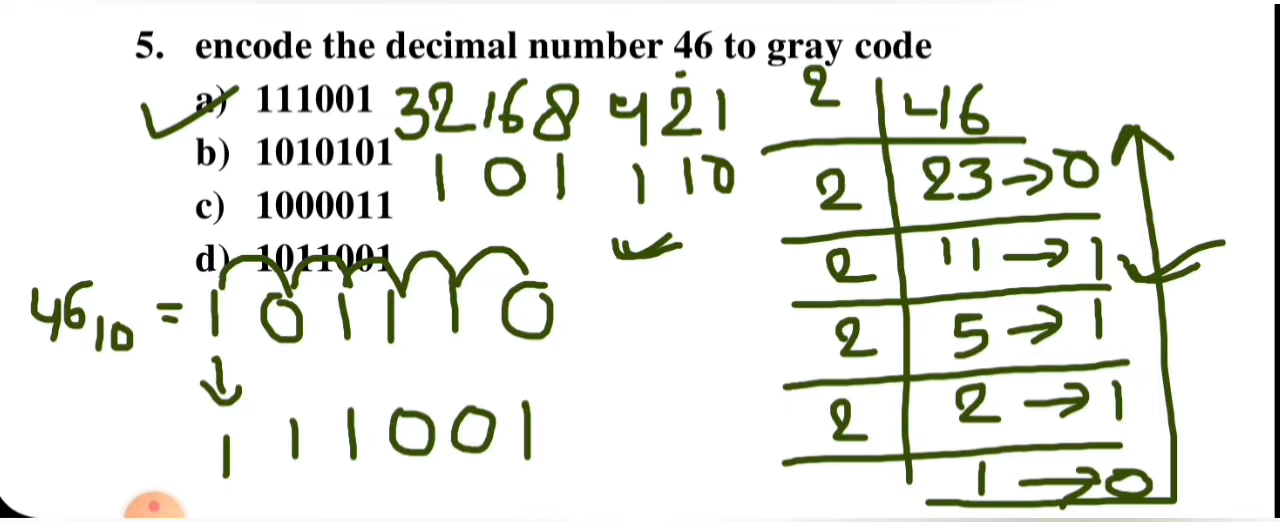 5. encode the decimal number 46 to gray code
a) 111001
b) 1010101
c) 1000011
d) 1011001
32 16 8 4 2 1
1 0 1 1 1 0
46₁₀ = 1 0 1 1 1 0
1 1 1 0 0 1
2 46
2 23→0
2 11→1
2 5→1
2 2→1
1→0